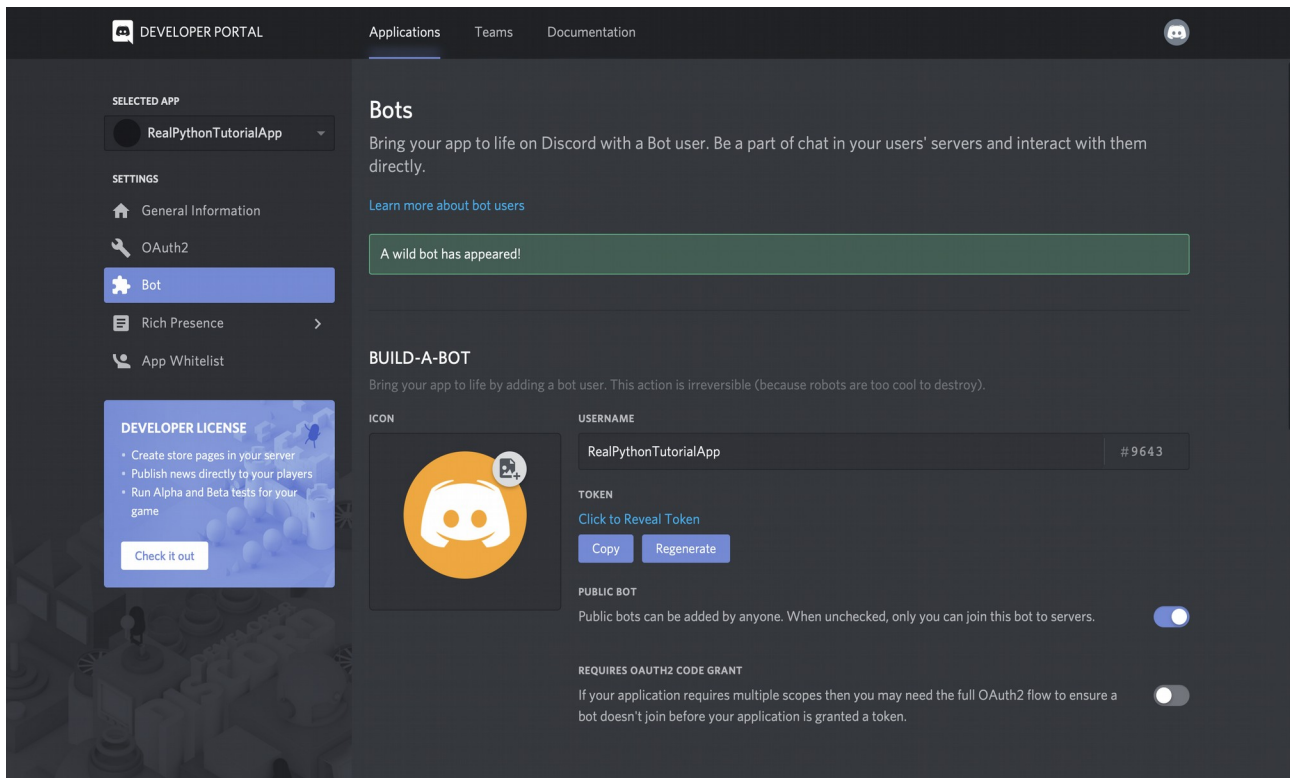 DEVELOPER PORTAL
Applications
Teams
Documentation
SELECTED APP
RealPythonTutorialApp
SETTINGS
General Information
OAuth2
Bot
Rich Presence
App Whitelist
DEVELOPER LICENSE
• Create store pages in your server
• Publish news directly to your players
• Run Alpha and Beta tests for your
game
Check it out
Bots
Bring your app to life on Discord with a Bot user. Be a part of chat in your users' servers and interact with them
directly.
Learn more about bot users
A wild bot has appeared!
BUILD-A-BOT
Bring your app to life by adding a bot user. This action is irreversible (because robots are too cool to destroy).
ICON
USERNAME
RealPythonTutorialApp
#9643
TOKEN
Click to Reveal Token
Copy
Regenerate
PUBLIC BOT
Public bots can be added by anyone. When unchecked, only you can join this bot to servers.
REQUIRES OAUTH2 CODE GRANT
If your application requires multiple scopes then you may need the full OAuth2 flow to ensure a
bot doesn't join before your application is granted a token.